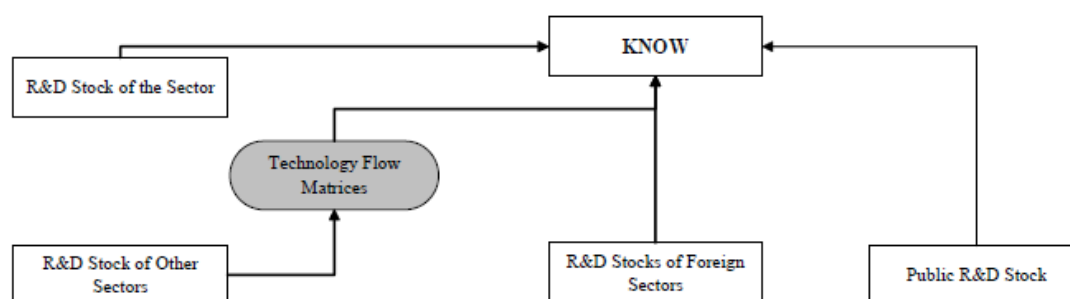 KNOW
R&D Stock of the Sector
Technology Flow
Matrices
R&D Stock of Other
Sectors
R&D Stocks of Foreign
Sectors
Public R&D Stock